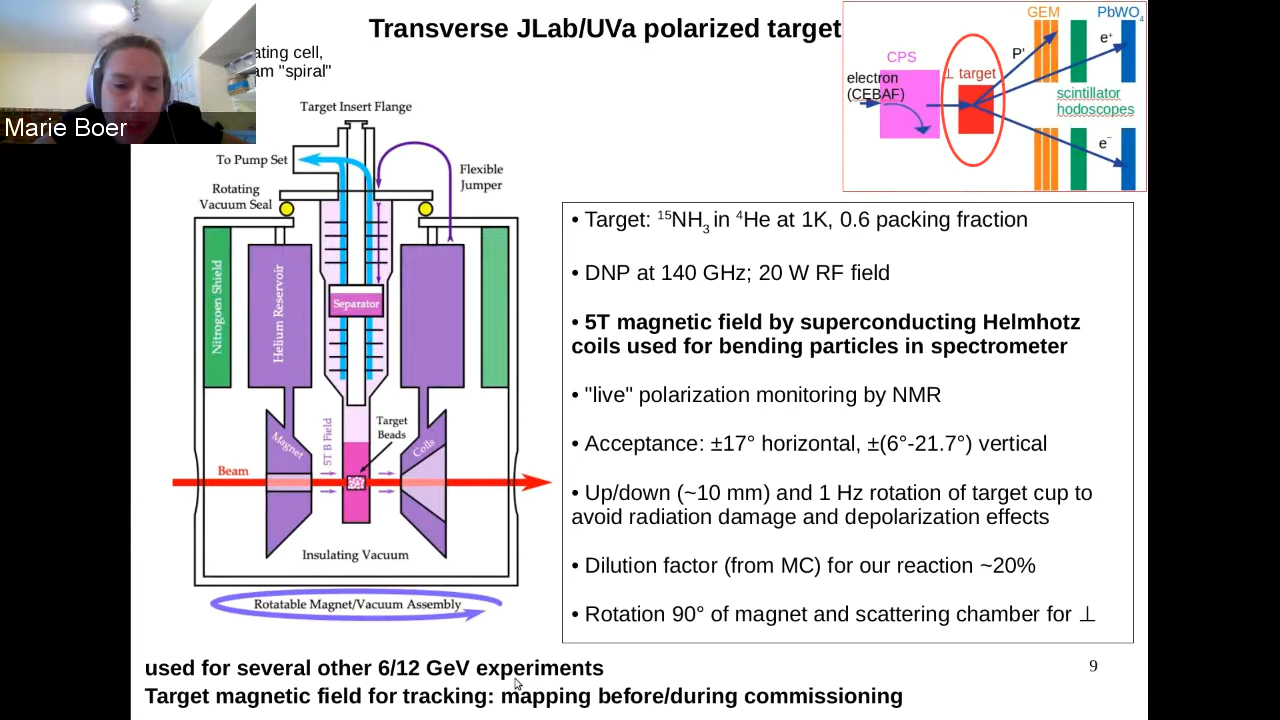 Transverse JLab/UVa polarized target
ating cell,
am "spiral"
Marie Boer
Target Insert Flange
To Pump Set
Flexible
Jumper
Rotating
Vacuum Seal
Nitrogoen Shield
Helium Reservoir
Separator
Magnet
5T B Field
Target
Beads
Coils
Beam
Insulating Vacuum
Rotatable Magnet/Vacuum Assembly
GEM
PbWO4
CPS
P'
e+
electron
(CEBAF)
⊥ target
scintillator
hodoscopes
e-
• Target: 15NH3 in 4He at 1K, 0.6 packing fraction
• DNP at 140 GHz; 20 W RF field
• 5T magnetic field by superconducting Helmhotz
coils used for bending particles in spectrometer
• "live" polarization monitoring by NMR
• Acceptance: ±17° horizontal, ±(6°-21.7°) vertical
• Up/down (~10 mm) and 1 Hz rotation of target cup to
avoid radiation damage and depolarization effects
• Dilution factor (from MC) for our reaction ~20%
• Rotation 90° of magnet and scattering chamber for ⊥
used for several other 6/12 GeV experiments
9
Target magnetic field for tracking: mapping before/during commissioning